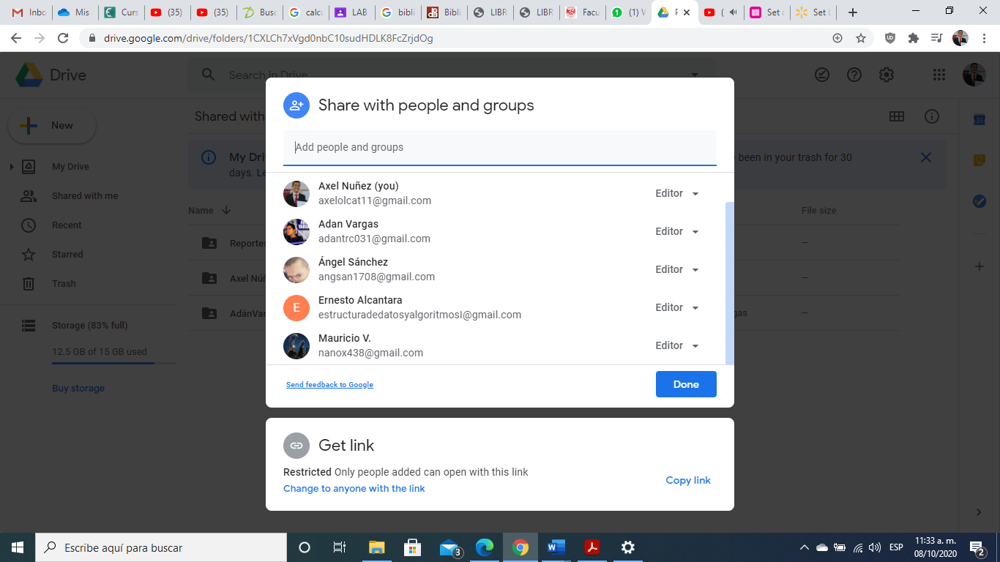 Inbo
Mis
Curs
(35)
(35)
Busc
calcu
LAB
bibli
Bibli
LIBR
LIBR
Facu
(1) W
Set d
Set L
drive.google.com/drive/folders/1CXLCh7xVgd0nbC10sudHDLK8FcZrjdOg
Drive
Search in Drive
New
My Drive
Shared with me
Recent
Starred
Trash
Storage (83% full)
12.5 GB of 15 GB used
Buy storage
Shared with
My Dri
been in your trash for 30
days. Le
Name
File size
Reportes
—
Axel Núñ
—
AdánVar
gas
—
Share with people and groups
Add people and groups
Axel Nuñez (you)
axelolcat11@gmail.com
Editor
Adan Vargas
adantrc031@gmail.com
Editor
Ángel Sánchez
angsan1708@gmail.com
Editor
E
Ernesto Alcantara
estructuradedatosyalgoritmosI@gmail.com
Editor
Mauricio V.
nanox438@gmail.com
Editor
Send feedback to Google
Done
Get link
Restricted Only people added can open with this link
Change to anyone with the link
Copy link
Escribe aquí para buscar
3
ESP
11:33 a. m.
08/10/2020
2